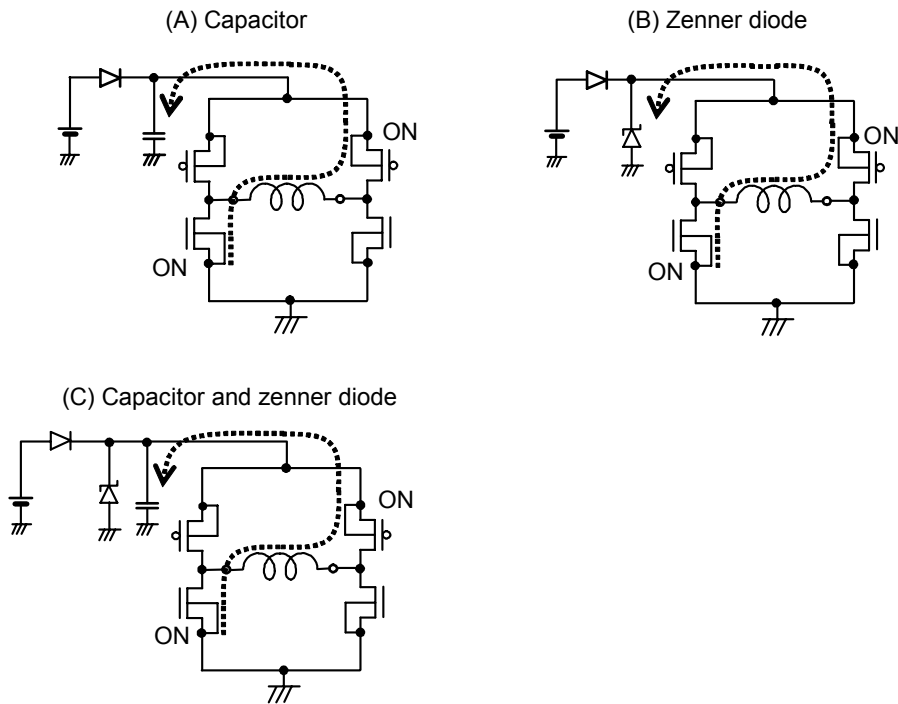 (A) Capacitor
(B) Zenner diode
ON
ON
ON
ON
(C) Capacitor and zenner diode
ON
ON